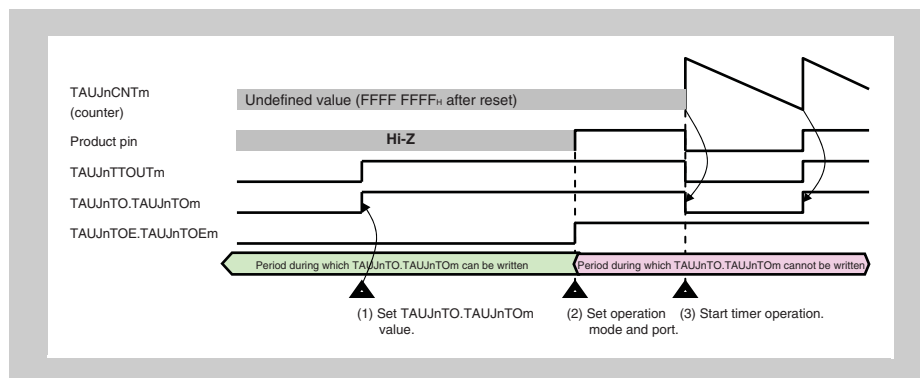 TAUJnCNTm
(counter)
Undefined value (FFFF FFFFH after reset)
Product pin
Hi-Z
TAUJnTTOUTm
TAUJnTO.TAUJnTOm
TAUJnTOE.TAUJnTOEm
Period during which TAUJnTO.TAUJnTOm can be written
Period during which TAUJnTO.TAUJnTOm cannot be written
(1) Set TAUJnTO.TAUJnTOm
value.
(2) Set operation
mode and port.
(3) Start timer operation.